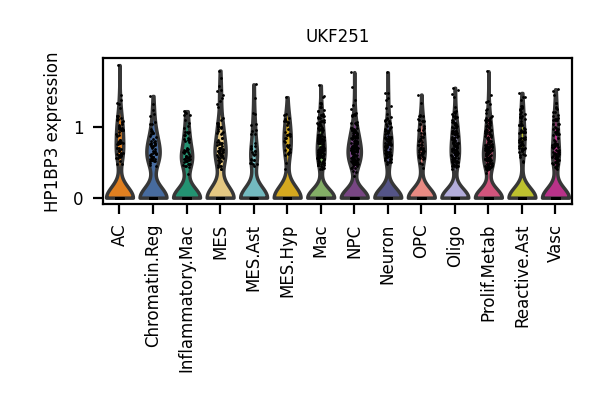 UKF251
HP1BP3 expression
1
0
AC
Chromatin.Reg
Inflammatory.Mac
MES
MES.Ast
MES.Hyp
Mac
NPC
Neuron
OPC
Oligo
Prolif.Metab
Reactive.Ast
Vasc